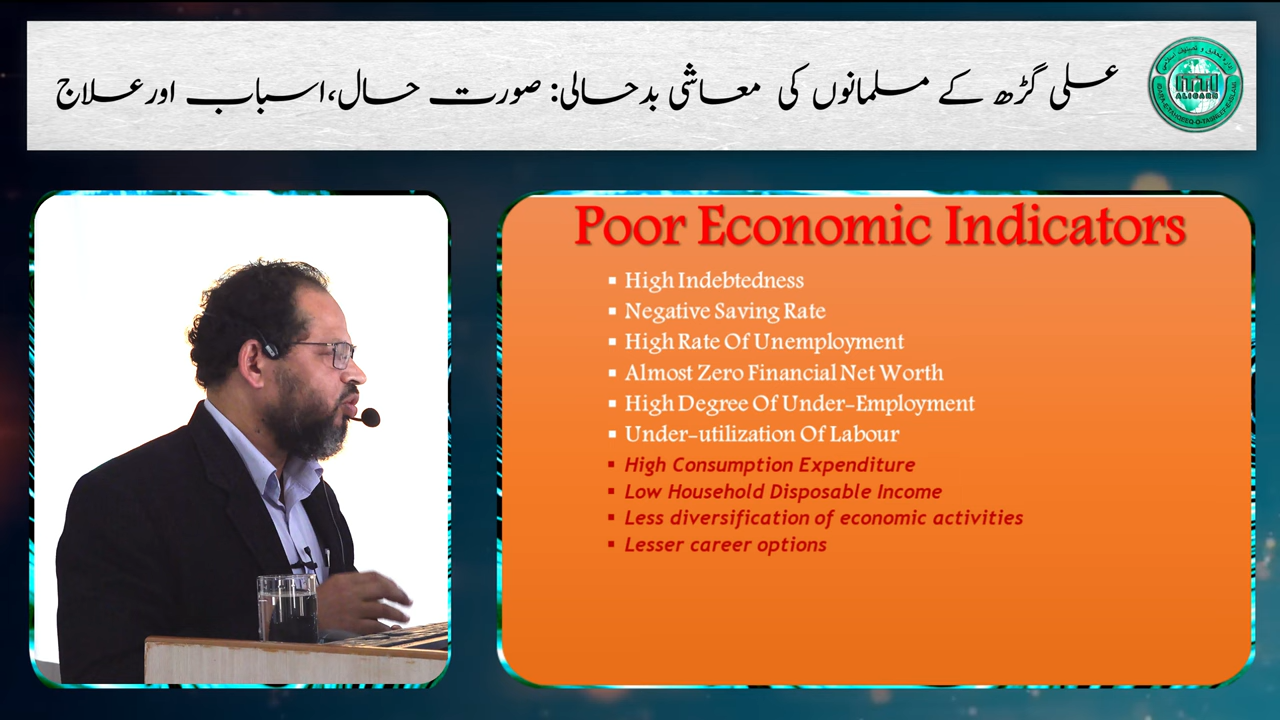 علی گڑھ کے مسلمانوں کی معاشی بدحالی: صورت حال، اسباب اور علاج
ALIGARH
Poor Economic Indicators
▪ High Indebtedness
▪ Negative Saving Rate
▪ High Rate Of Unemployment
▪ Almost Zero Financial Net Worth
▪ High Degree Of Under-Employment
▪ Under-utilization Of Labour
▪ High Consumption Expenditure
▪ Low Household Disposable Income
▪ Less diversification of economic activities
▪ Lesser career options